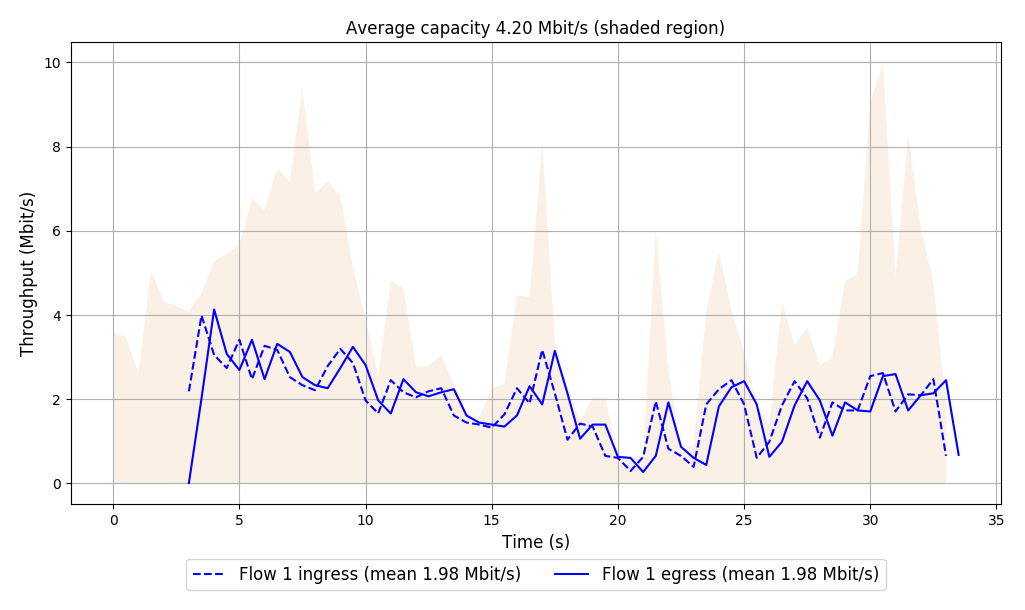 Average capacity 4.20 Mbit/s (shaded region)
10
8
6
4
2
0
Throughput (Mbit/s)
0 5 10 15 20 25 30 35
Time (s)
Flow 1 ingress (mean 1.98 Mbit/s) Flow 1 egress (mean 1.98 Mbit/s)